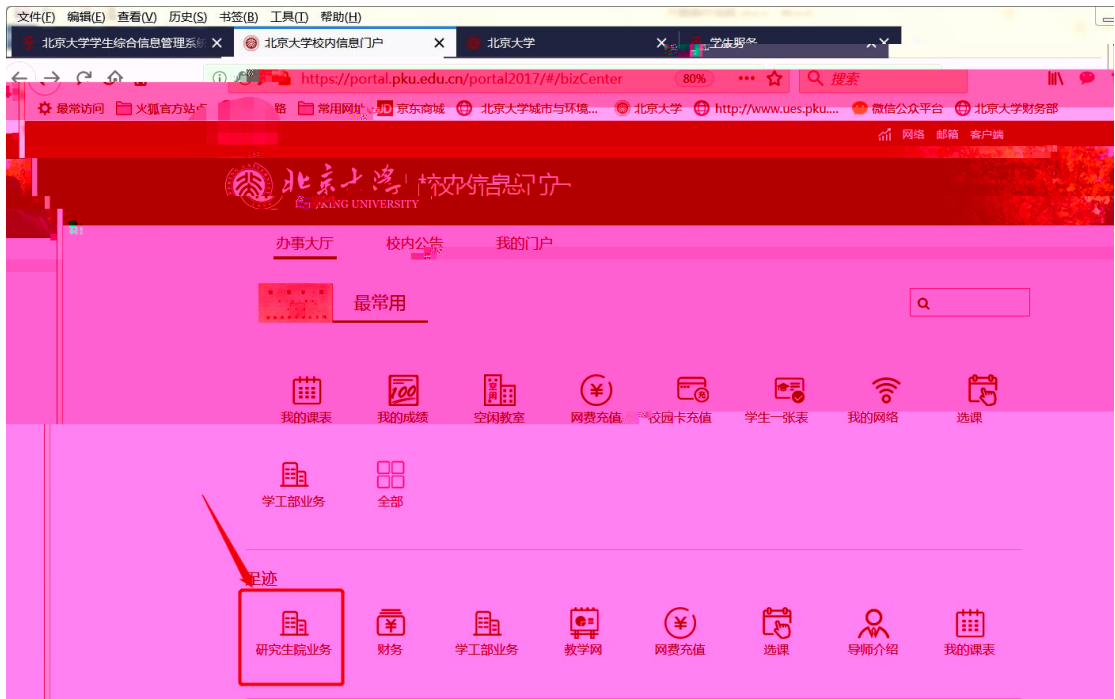 文件(F) 编辑(E) 查看(V) 历史(S) 书签(B) 工具(T) 帮助(H)
北京大学学生综合信息管理系统 北京大学校内信息门户 北京大学
https://portal.pku.edu.cn/portal2017/#/bizCenter 80% 搜索
最常访问 火狐官方站点 常用网址 京东商城 北京大学城市与环境... 北京大学 http://www.ues.pku.... 微信公众平台 北京大学财务部
网络 邮箱 客户端
北京大学 校内信息门户
PEKING UNIVERSITY
办事大厅 校内公告 我的门户
最常用
我的课表 我的成绩 空闲教室 网费充值 校园卡充值 学生一张表 我的网络 选课
学工部业务 全部
足迹
研究生院业务 财务 学工部业务 教学网 网费充值 选课 导师介绍 我的课表